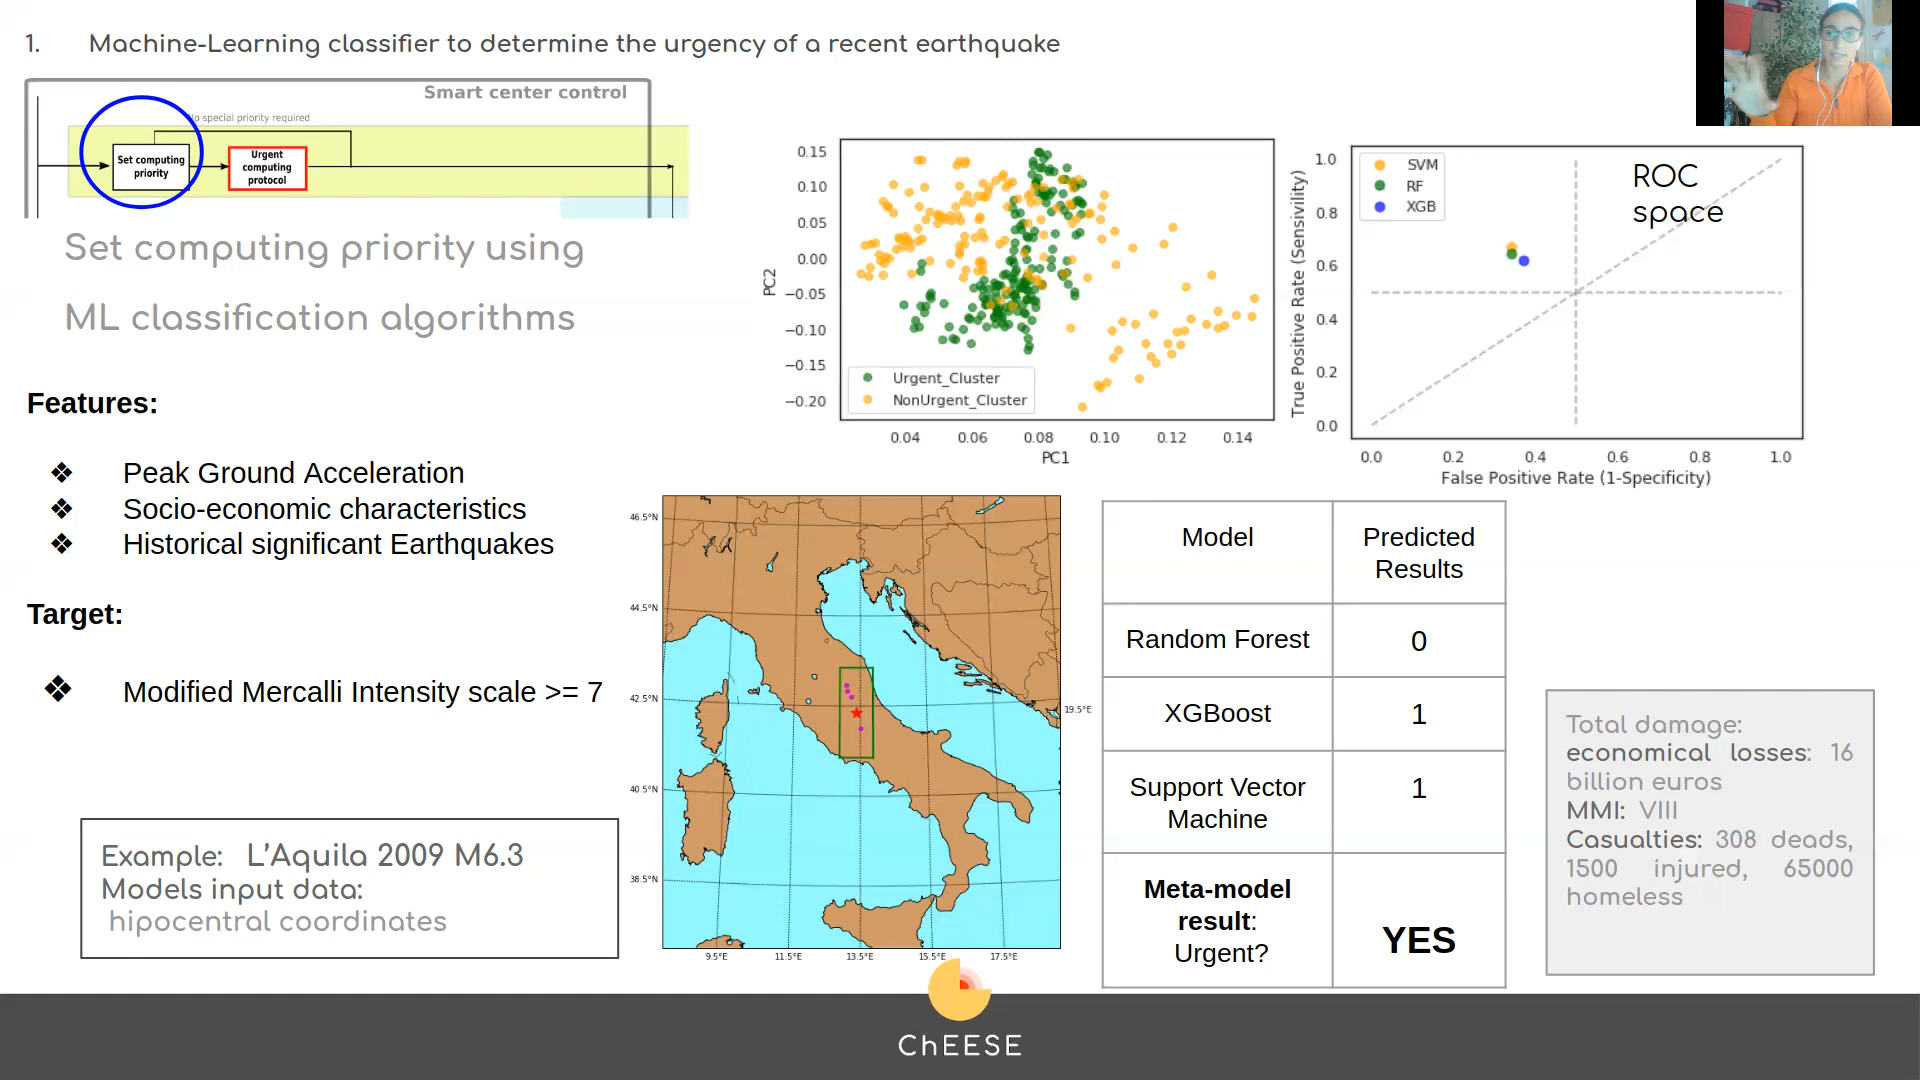 1. Machine-Learning classifier to determine the urgency of a recent earthquake
Smart center control
o special priority required
Set computing
priority
Urgent
computing
protocol
Set computing priority using
ML classification algorithms
Features:
❖ Peak Ground Acceleration
❖ Socio-economic characteristics
❖ Historical significant Earthquakes
Target:
❖ Modified Mercalli Intensity scale >= 7
Example: L'Aquila 2009 M6.3
Models input data:
hipocentral coordinates
0.15
0.10
0.05
0.00
−0.05
−0.10
−0.15
−0.20
PC2
Urgent_Cluster
NonUrgent_Cluster
0.04 0.06 0.08 0.10 0.12 0.14
PC1
True Positive Rate (Sensivility)
1.0
0.8
0.6
0.4
0.2
0.0
SVM
RF
XGB
ROC
space
0.0 0.2 0.4 0.6 0.8 1.0
False Positive Rate (1-Specificity)
46.5°N
44.5°N
42.5°N
40.5°N
38.5°N
19.5°E
9.5°E 11.5°E 13.5°E 15.5°E 17.5°E
Model Predicted
Results
Random Forest 0
XGBoost 1
Support Vector
Machine 1
Meta-model
result:
Urgent? YES
Total damage:
economical losses: 16
billion euros
MMI: VIII
Casualties: 308 deads,
1500 injured, 65000
homeless
ChEESE